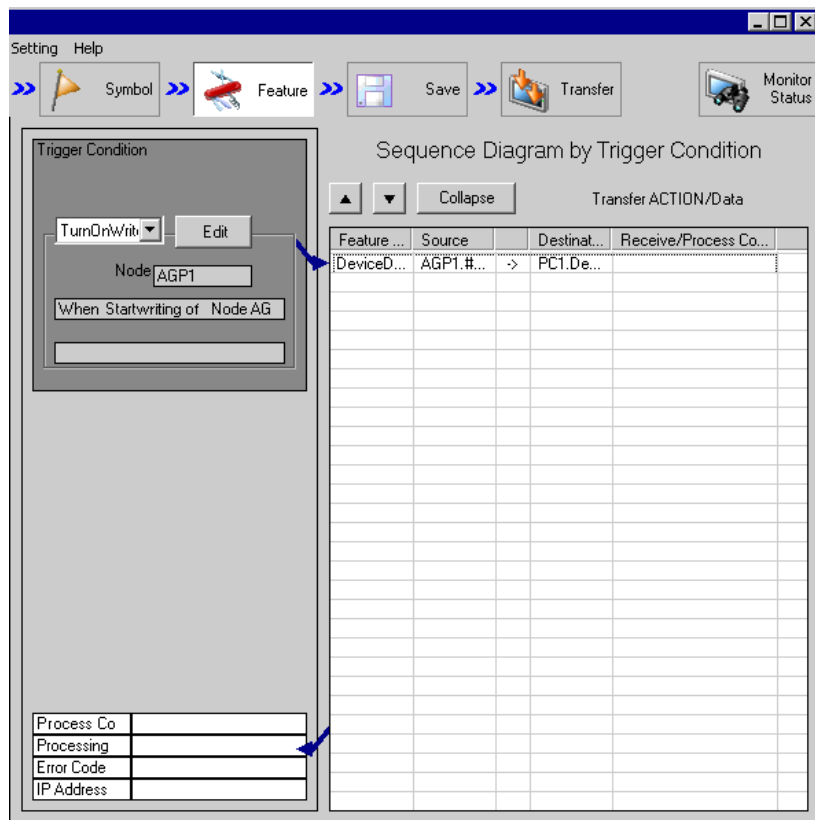 Setting Help
Symbol Feature Save Transfer Monitor Status
Trigger Condition
Sequence Diagram by Trigger Condition
Collapse Transfer ACTION/Data
TurnOnWrit Edit
Feature ... Source Destinat... Receive/Process Co...
DeviceD... AGP1.#... -> PC1.De...
Node AGP1
When Startwriting of Node AG
Process Co
Processing
Error Code
IP Address